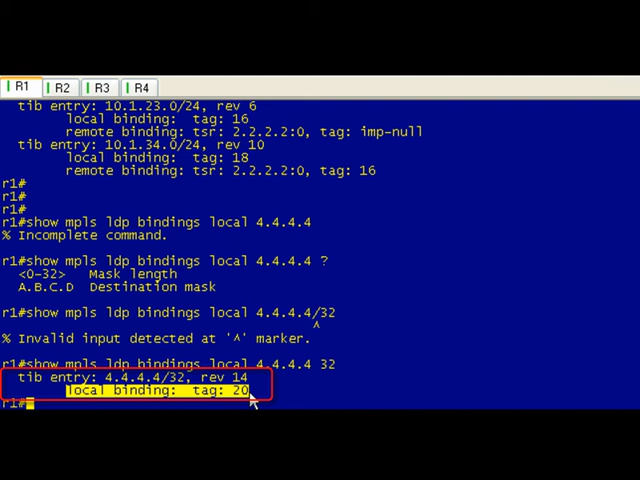 R1 R2 R3 R4
tib entry: 10.1.23.0/24, rev 6
local binding: tag: 16
remote binding: tsr: 2.2.2.2:0, tag: imp-null
tib entry: 10.1.34.0/24, rev 10
local binding: tag: 18
remote binding: tsr: 2.2.2.2:0, tag: 16
r1#
r1#
r1#
r1#show mpls ldp bindings local 4.4.4.4
% Incomplete command.
r1#show mpls ldp bindings local 4.4.4.4 ?
<0-32> Mask length
A.B.C.D Destination mask
r1#show mpls ldp bindings local 4.4.4.4/32
^
% Invalid input detected at '^' marker.
r1#show mpls ldp bindings local 4.4.4.4 32
tib entry: 4.4.4.4/32, rev 14
local binding: tag: 20
r1#